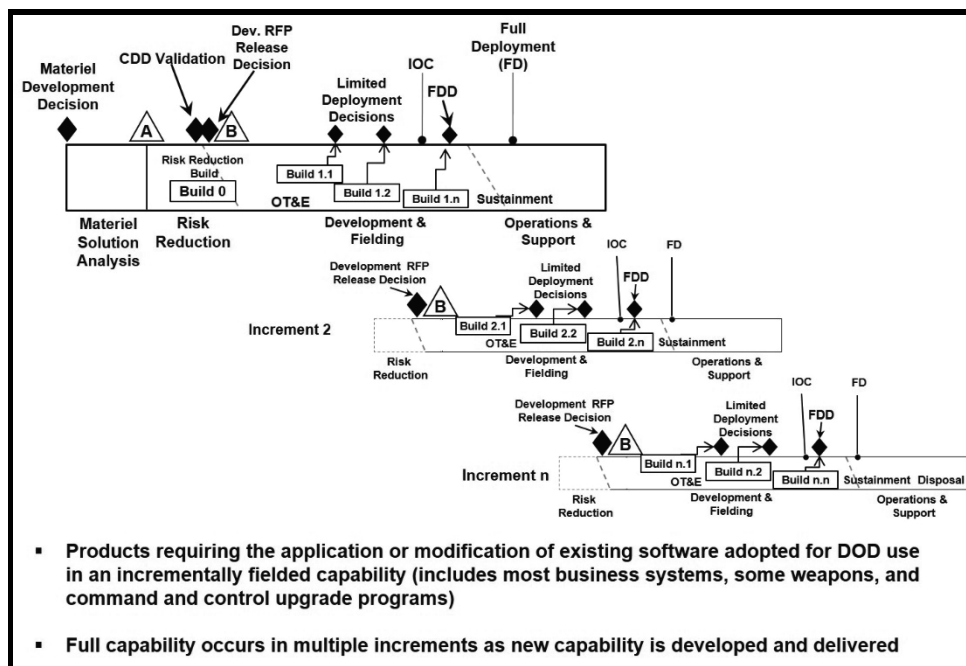 Materiel
Development
Decision
CDD Validation
Dev. RFP
Release
Decision
Limited
Deployment
Decisions
IOC
FDD
Full
Deployment
(FD)
A
B
Risk Reduction
Build
Build 0
OT&E
Build 1.1
Build 1.2
Build 1.n
Sustainment
Materiel
Solution
Analysis
Risk
Reduction
Development &
Fielding
Operations &
Support
Increment 2
Development RFP
Release Decision
B
Limited
Deployment
Decisions
IOC
FDD
FD
Build 2.1
OT&E
Build 2.2
Build 2.n
Sustainment
Risk
Reduction
Development &
Fielding
Operations &
Support
Increment n
Development RFP
Release Decision
B
Limited
Deployment
Decisions
IOC
FDD
FD
Build n.1
OT&E
Build n.2
Build n.n
Sustainment Disposal
Risk
Reduction
Development &
Fielding
Operations &
Support
▪ Products requiring the application or modification of existing software adopted for DOD use
in an incrementally fielded capability (includes most business systems, some weapons, and
command and control upgrade programs)
▪ Full capability occurs in multiple increments as new capability is developed and delivered